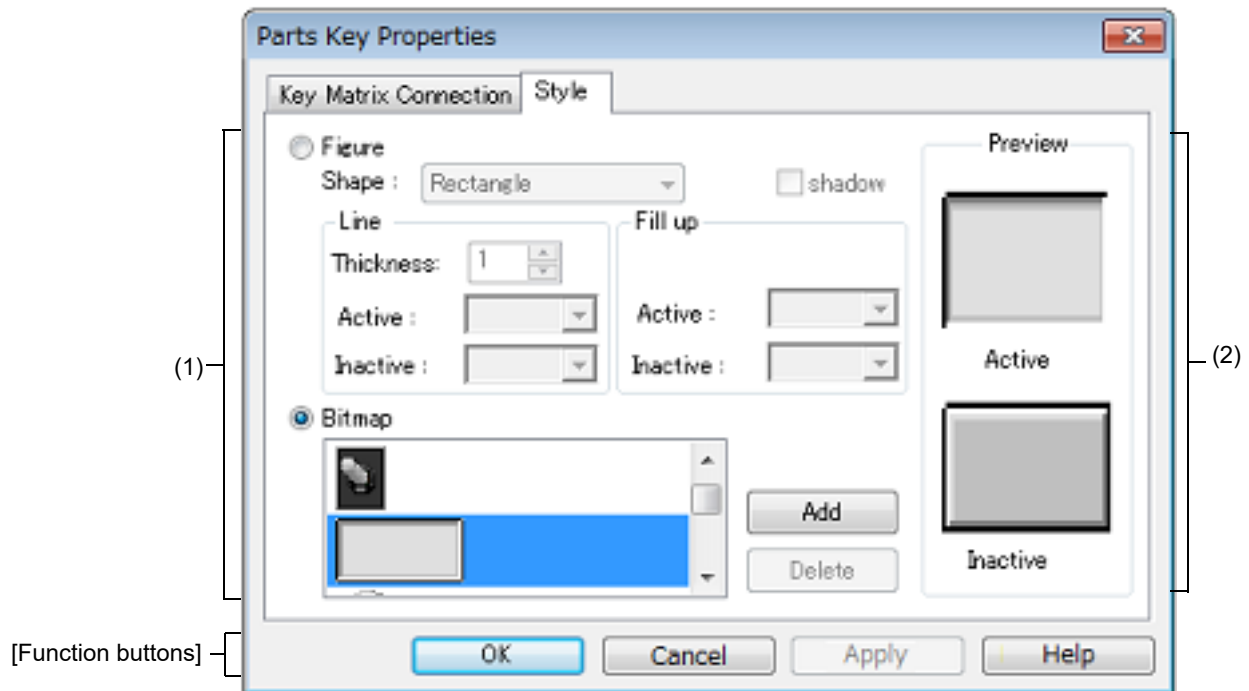 Parts Key Properties
Key Matrix Connection Style
Figure
Shape : Rectangle shadow
Line Fill up
Thickness: 1
Active : Active :
Inactive : Inactive :
Bitmap
Add
Delete
Preview
Active
Inactive
(1)
(2)
[Function buttons]
OK Cancel Apply Help